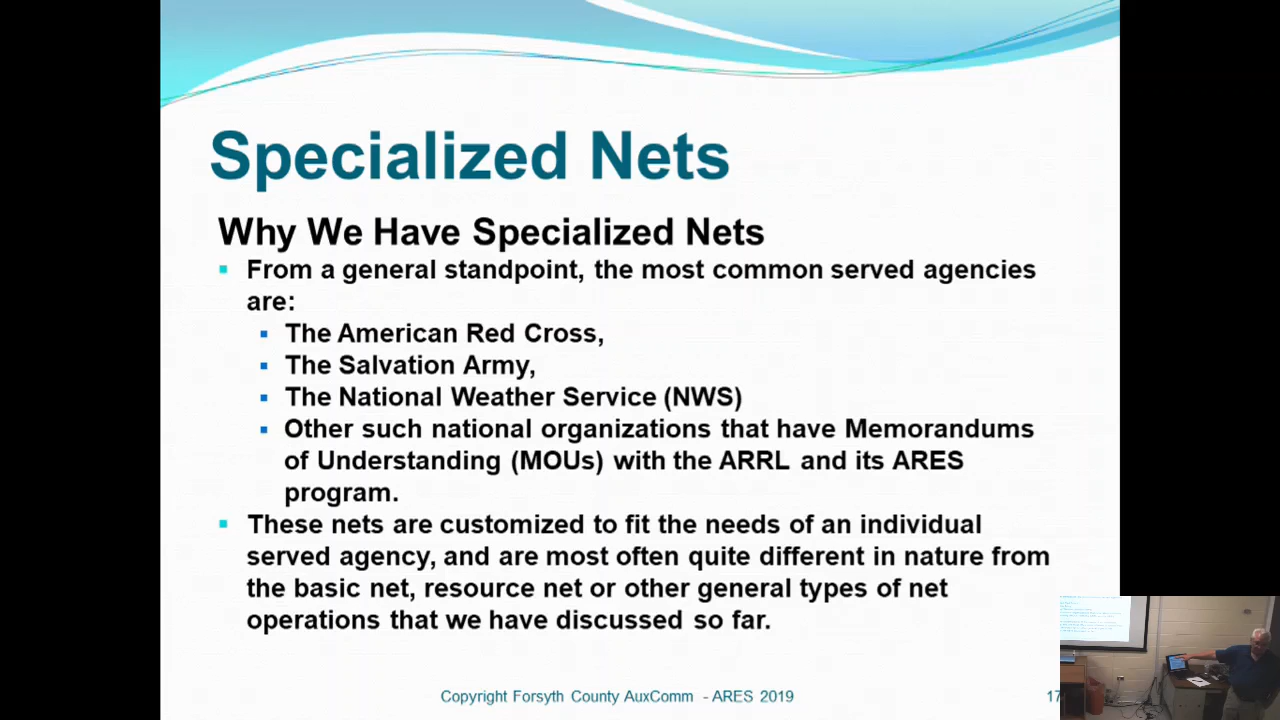 Specialized Nets
Why We Have Specialized Nets
From a general standpoint, the most common served agencies
are:
The American Red Cross,
The Salvation Army,
The National Weather Service (NWS)
Other such national organizations that have Memorandums
of Understanding (MOUs) with the ARRL and its ARES
program.
These nets are customized to fit the needs of an individual
served agency, and are most often quite different in nature from
the basic net, resource net or other general types of net
operations that we have discussed so far.
Copyright Forsyth County AuxComm - ARES 2019
17